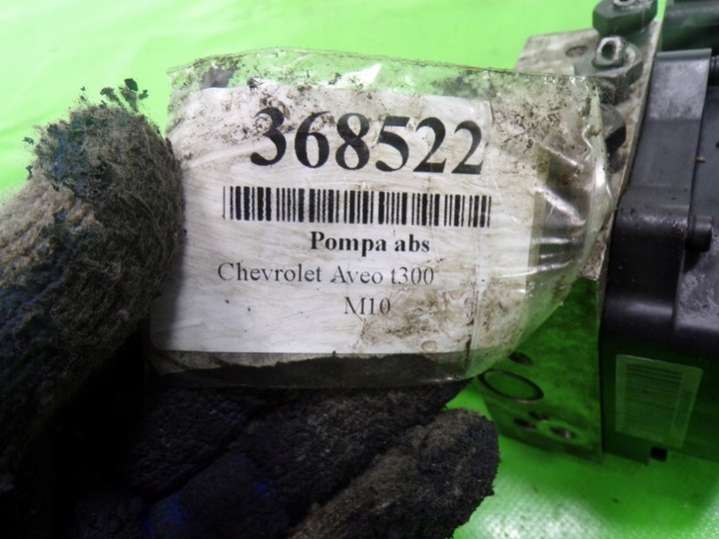 368522
Pompa abs
Chevrolet Aveo t300
M10